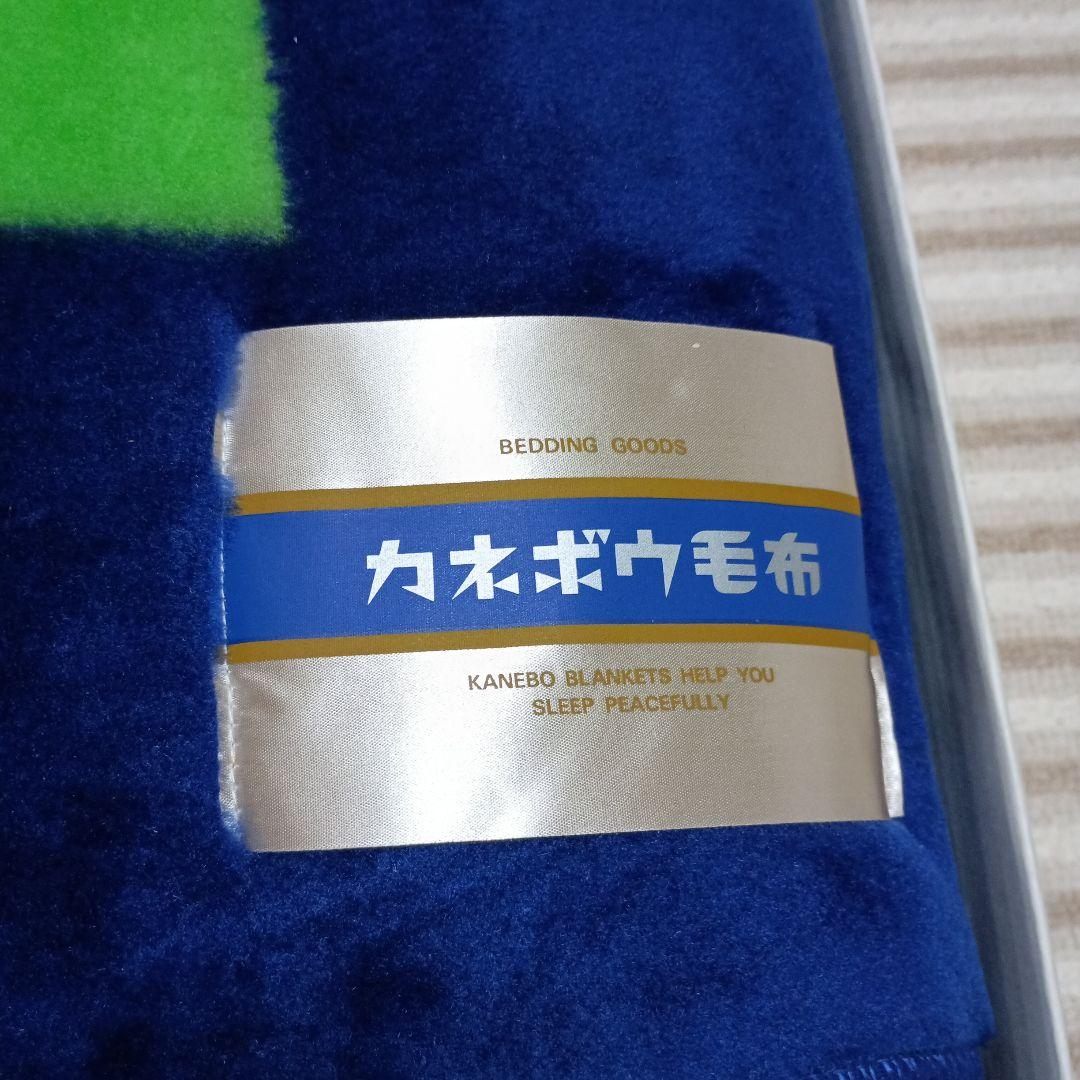 BEDDING GOODS
カネボウ毛布
KANEBO BLANKETS HELP YOU
SLEEP PEACEFULLY